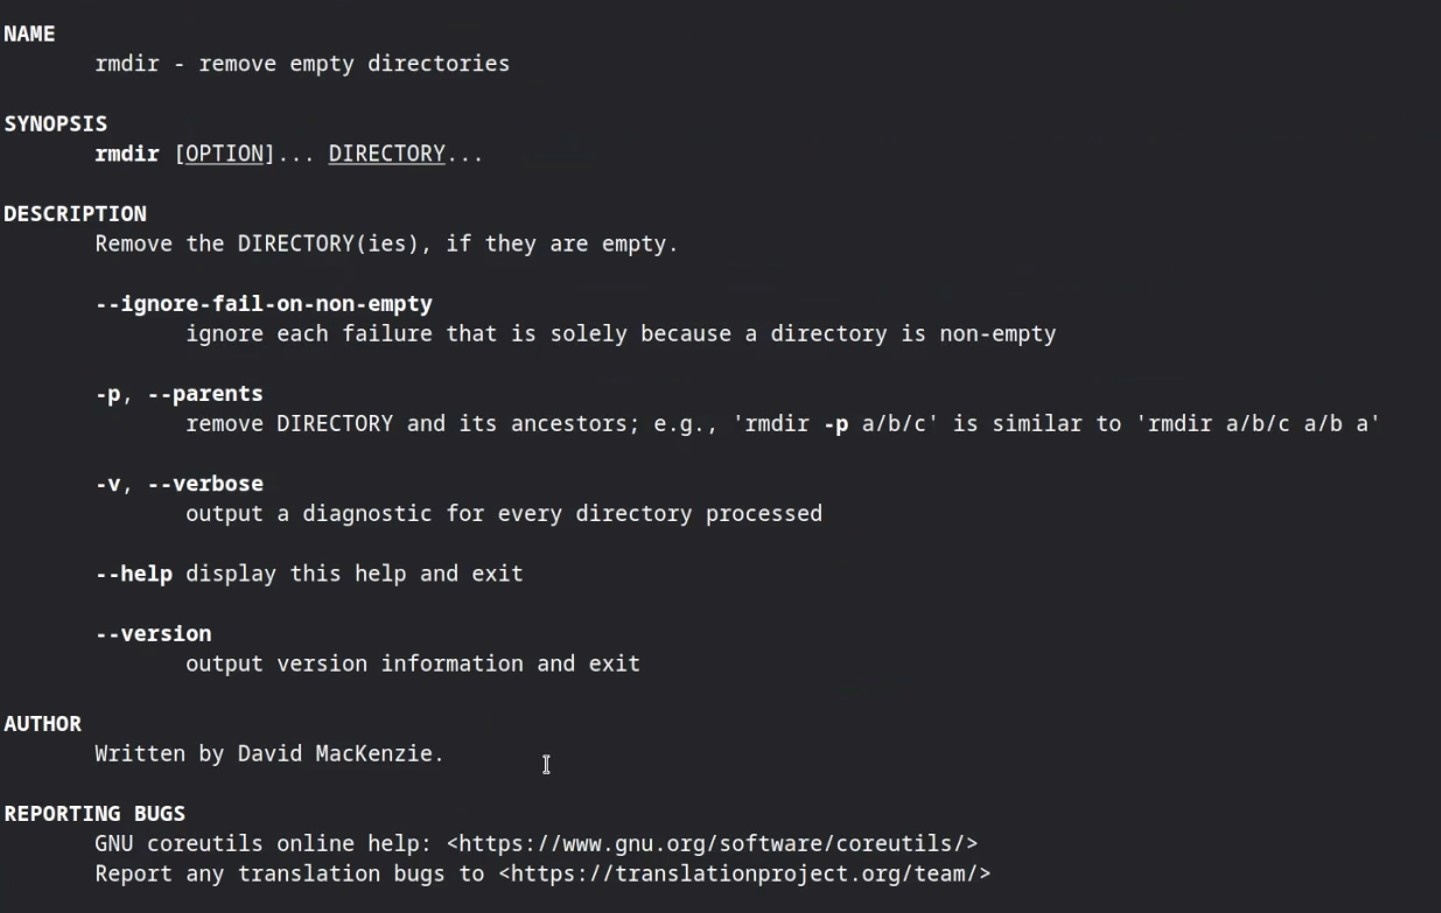 NAME
rmdir - remove empty directories
SYNOPSIS
rmdir [OPTION]... DIRECTORY...
DESCRIPTION
Remove the DIRECTORY(ies), if they are empty.
--ignore-fail-on-non-empty
ignore each failure that is solely because a directory is non-empty
-p, --parents
remove DIRECTORY and its ancestors; e.g., 'rmdir -p a/b/c' is similar to 'rmdir a/b/c a/b a'
-v, --verbose
output a diagnostic for every directory processed
--help display this help and exit
--version
output version information and exit
AUTHOR
Written by David MacKenzie.
REPORTING BUGS
GNU coreutils online help: <https://www.gnu.org/software/coreutils/>
Report any translation bugs to <https://translationproject.org/team/>